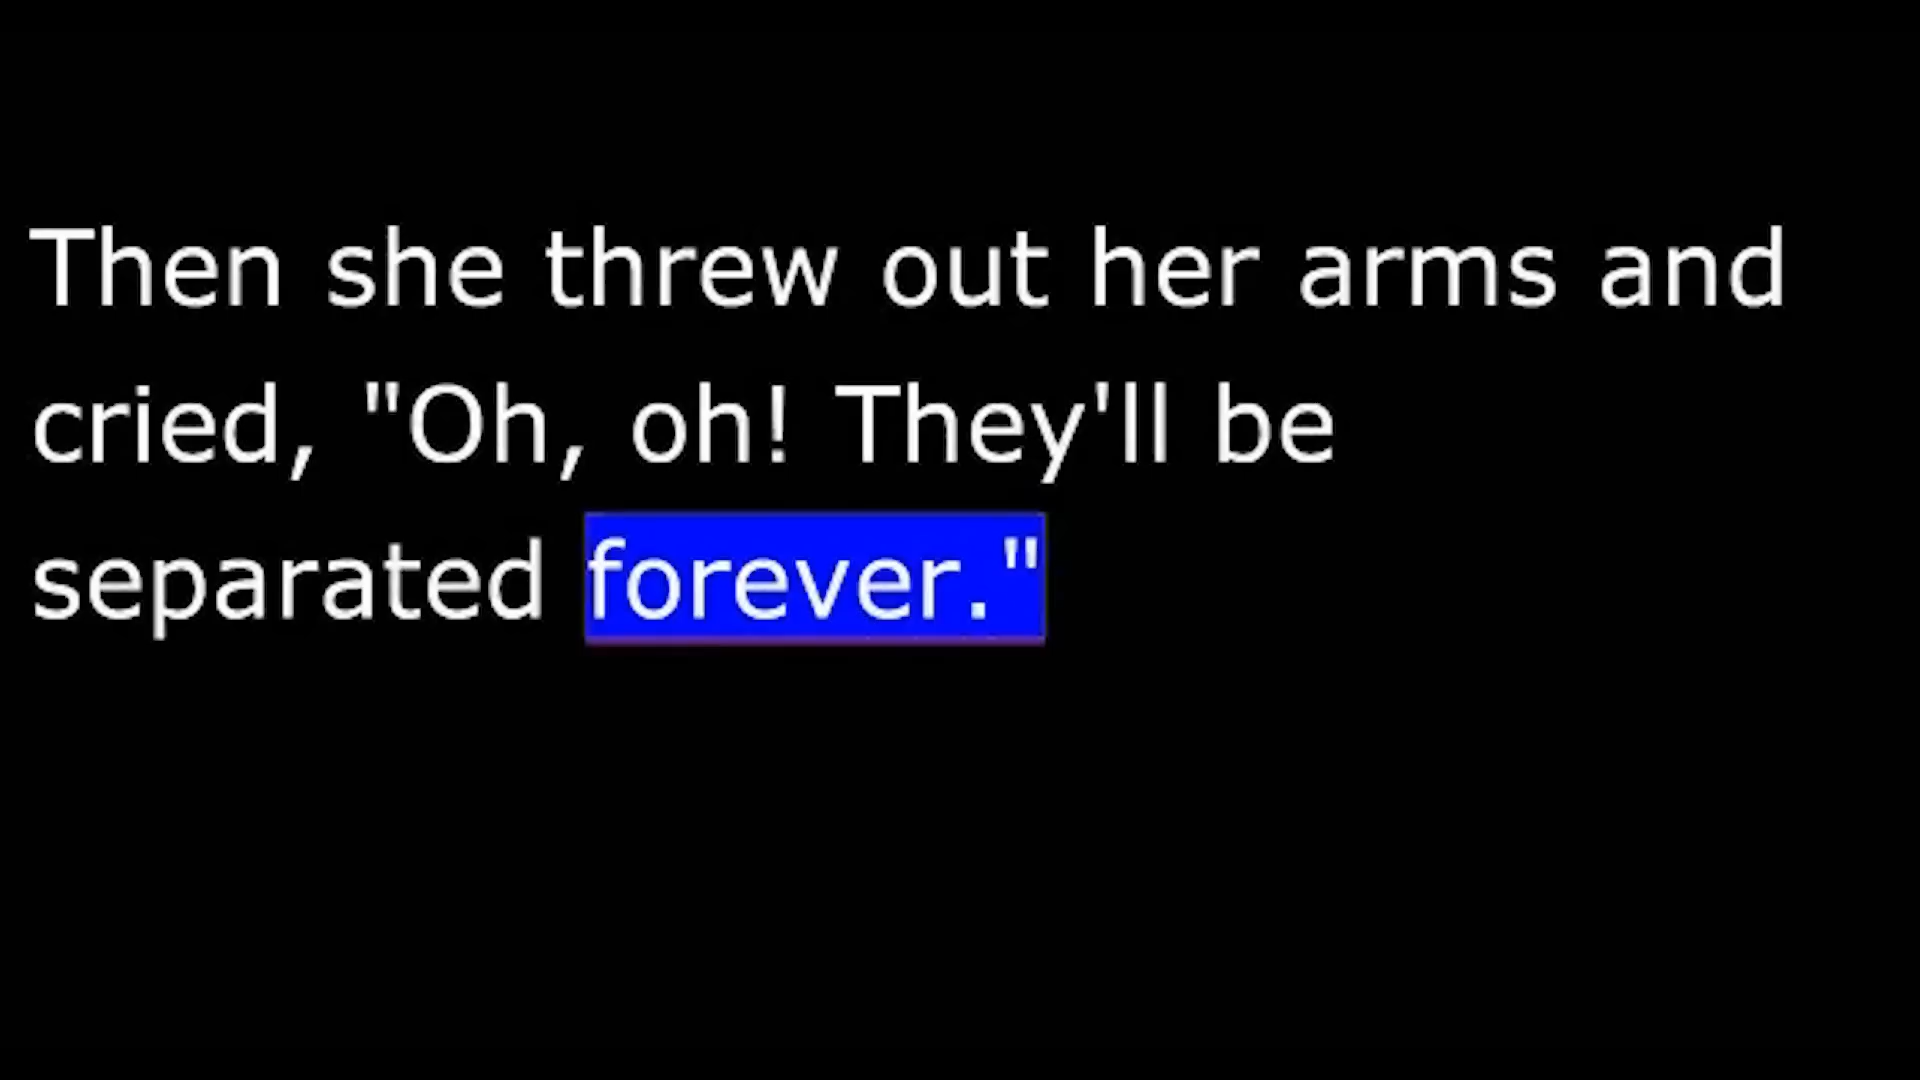 Then she threw out her arms and
cried, "Oh, oh! They'll be
separated forever."